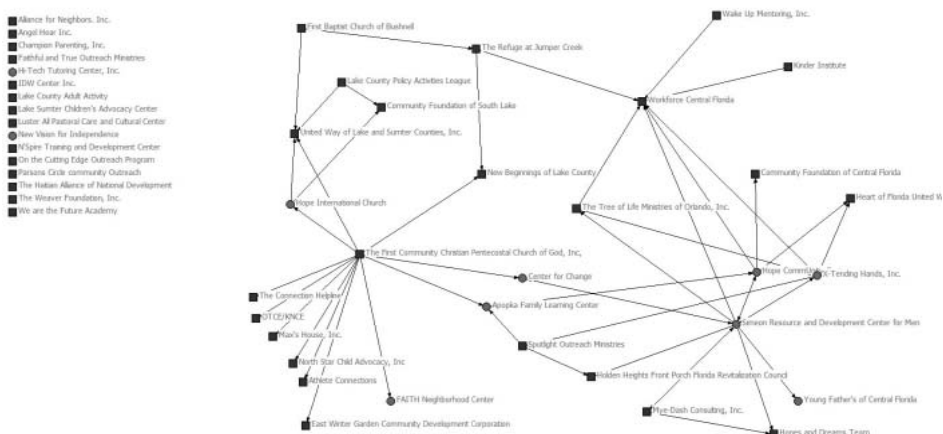 Alliance for Neighbors. Inc.
Angel Hear Inc.
Champion Parenting, Inc.
Faithful and True Outreach Ministries
Hi-Tech Tutoring Center, Inc.
JDW Center Inc.
Lake County Adult Activity
Lake Sumter Children's Advocacy Center
Luster All Pastoral Care and Cultural Center
New Vision for Independence
N'Spire Training and Development Center
On the Cutting Edge Outreach Program
Parsons Circle community Outreach
The Haitian Alliance of National Development
The Weaver Foundation, Inc.
We are the Future Academy
Wake Up Mentoring, Inc.
First Baptist Church of Bushnell
The Refuge at Jumper Creek
Kinder Institute
Lake County Policy Activities League
Workforce Central Florida
Community Foundation of South Lake
United Way of Lake and Sumter Counties, Inc.
New Beginings of Lake County
Community Foundation of Central Florida
Heart of Florida United W
Hope International Church
The Tree of Life Ministries of Orlando, Inc.
The First Community Christian Pentecostal Church of God, Inc,
Center for Change
Hope
X-Tending Hands, Inc.
The Connection Helpline
OTCE/KNCE
Apopka Family Learning Center
Simeon Resource and Development Center for Men
Max's House, Inc.
Spotlight Outreach Ministries
North Star Child Advocacy, Inc
Athlete Connections
Holden Heights Front Porch Florida Revitalization Council
FAITH Neighborhood Center
Young Father's of Central Florida
Mye-Dash Consulting, Inc.
East Winter Garden Community Development Corporation
Hopes and Dreams Team